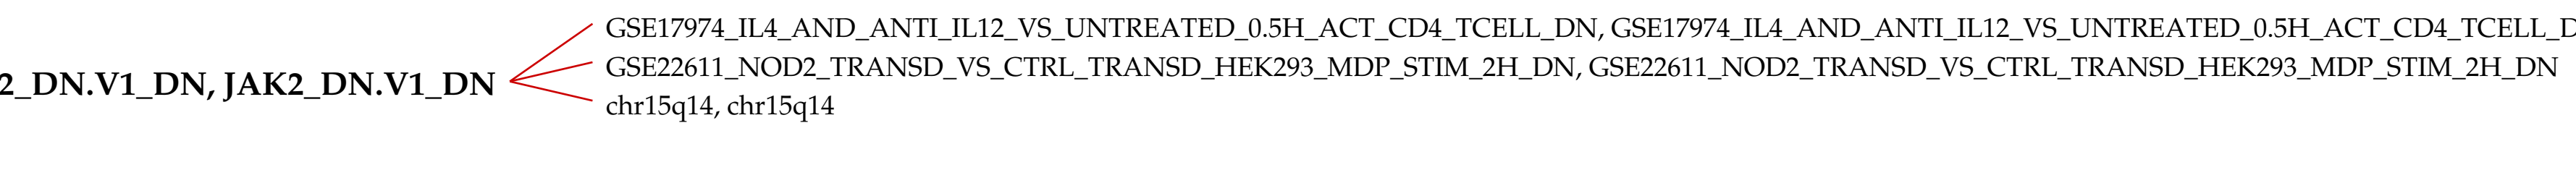 GSE17974_IL4_AND_ANTI_IL12_VS_UNTREATED_0.5H_ACT_CD4_TCELL_DN, GSE17974_IL4_AND_ANTI_IL12_VS_UNTREATED_0.5H_ACT_CD4_TCELL_D
GSE22611_NOD2_TRANSD_VS_CTRL_TRANSD_HEK293_MDP_STIM_2H_DN, GSE22611_NOD2_TRANSD_VS_CTRL_TRANSD_HEK293_MDP_STIM_2H_DN
2_DN.V1_DN, JAK2_DN.V1_DN
chr15q14, chr15q14